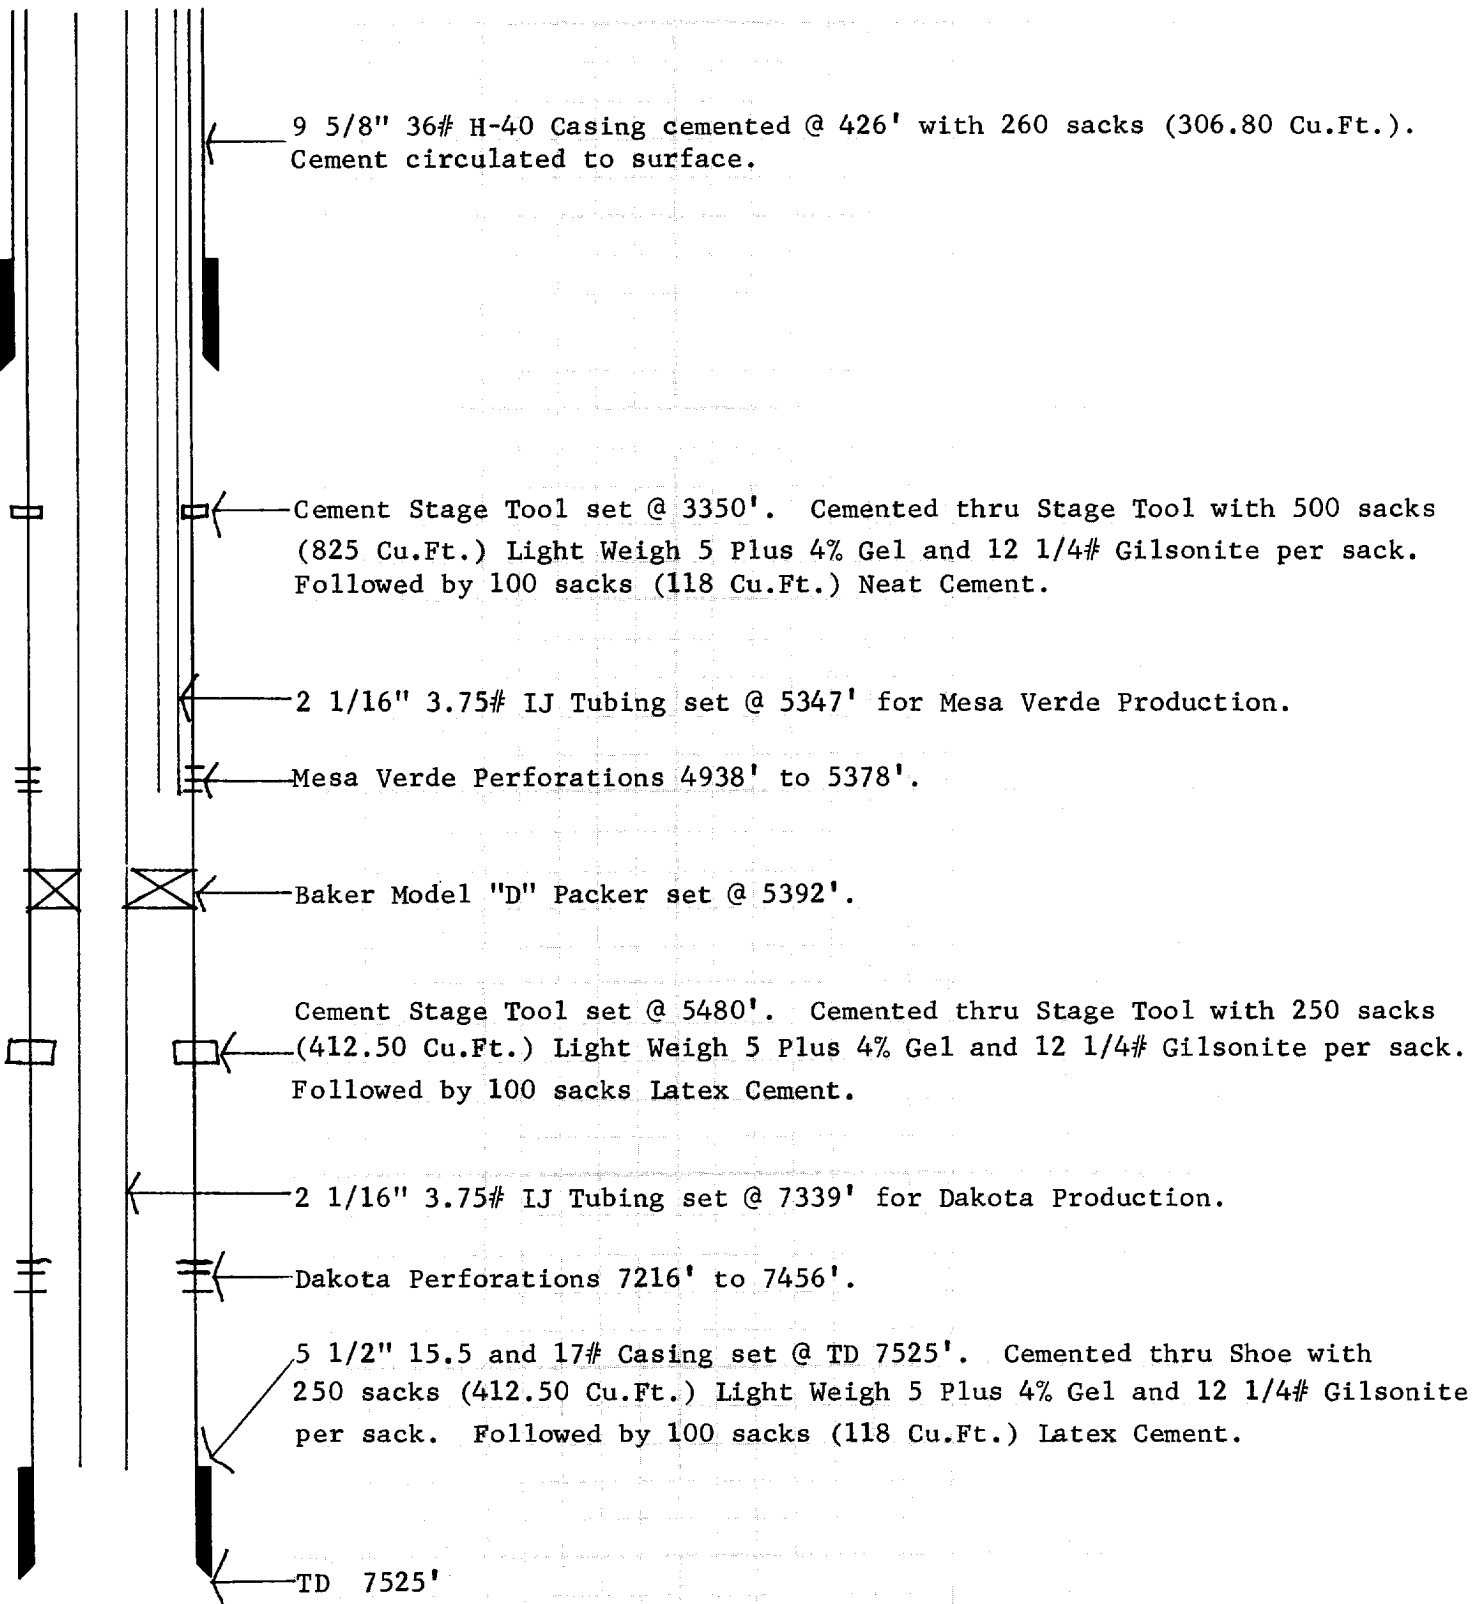 9 5/8" 36# H-40 Casing cemented @ 426' with 260 sacks (306.80 Cu.Ft.).
Cement circulated to surface.
Cement Stage Tool set @ 3350'. Cemented thru Stage Tool with 500 sacks
(825 Cu.Ft.) Light Weigh 5 Plus 4% Gel and 12 1/4# Gilsonite per sack.
Followed by 100 sacks (118 Cu.Ft.) Neat Cement.
2 1/16" 3.75# IJ Tubing set @ 5347' for Mesa Verde Production.
Mesa Verde Perforations 4938' to 5378'.
Baker Model "D" Packer set @ 5392'.
Cement Stage Tool set @ 5480'. Cemented thru Stage Tool with 250 sacks
(412.50 Cu.Ft.) Light Weigh 5 Plus 4% Gel and 12 1/4# Gilsonite per sack.
Followed by 100 sacks Latex Cement.
2 1/16" 3.75# IJ Tubing set @ 7339' for Dakota Production.
Dakota Perforations 7216' to 7456'.
5 1/2" 15.5 and 17# Casing set @ TD 7525'. Cemented thru Shoe with
250 sacks (412.50 Cu.Ft.) Light Weigh 5 Plus 4% Gel and 12 1/4# Gilsonite
per sack. Followed by 100 sacks (118 Cu.Ft.) Latex Cement.
TD 7525'